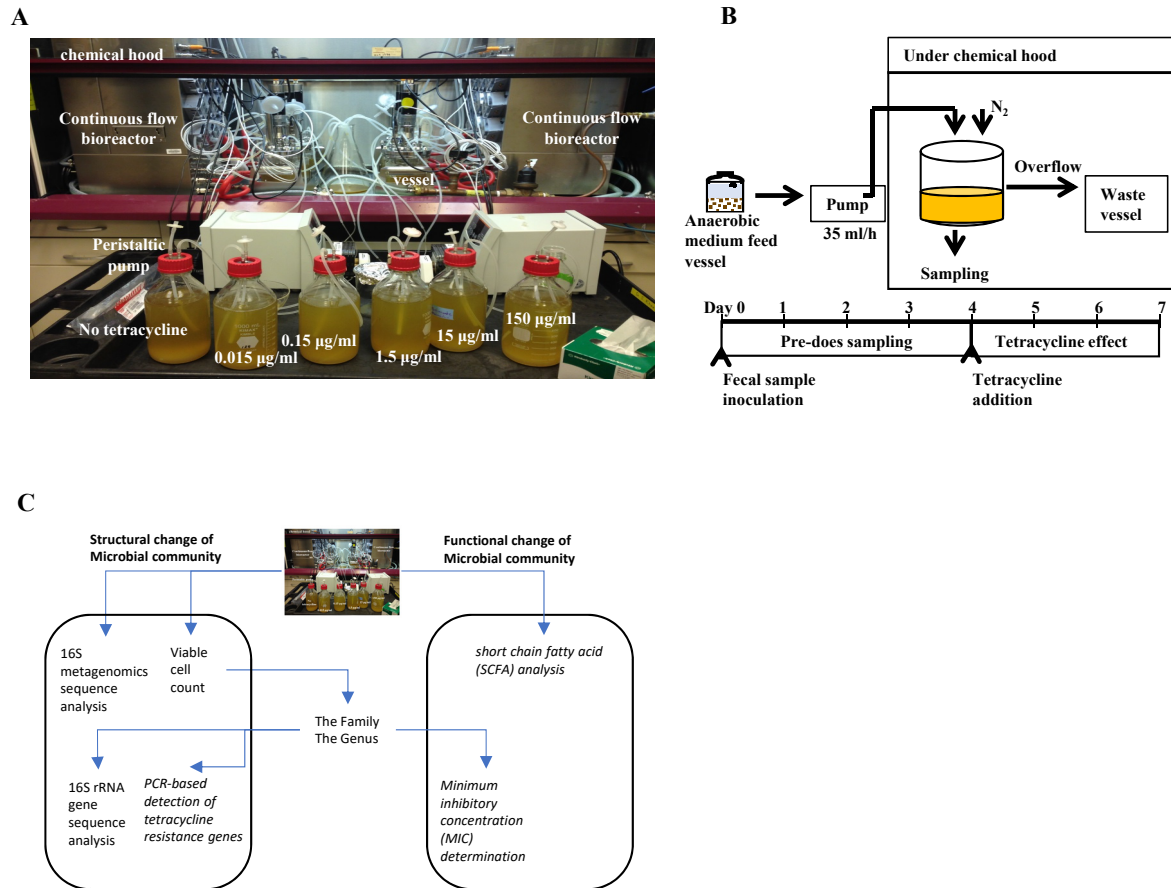 A
chemical hood
Continuous flow
bioreactor
Continuous flow
bioreactor
vessel
Peristaltic
pump
No tetracycline
0.015 µg/ml
0.15 µg/ml
1.5 µg/ml
15 µg/ml
150 µg/ml
B
Under chemical hood
N2
Overflow
Waste
vessel
Pump
35 ml/h
Anaerobic
medium feed
vessel
Sampling
Day 0 1 2 3 4 5 6 7
Pre-does sampling
Tetracycline effect
Fecal sample
inoculation
Tetracycline
addition
C
Structural change of
Microbial community
Functional change of
Microbial community
16S
metagenomics
sequence
analysis
Viable
cell
count
short chain fatty acid
(SCFA) analysis
The Family
The Genus
16S rRNA
gene
sequence
analysis
PCR-based
detection of
tetracycline
resistance genes
Minimum
inhibitory
concentration
(MIC)
determination